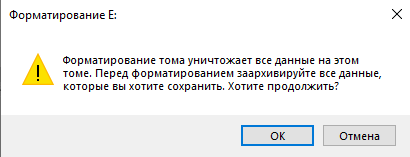 Форматирование E:
Форматирование тома уничтожает все данные на этом
томе. Перед форматированием заархивируйте все данные,
которые вы хотите сохранить. Хотите продолжить?
ОК
Отмена